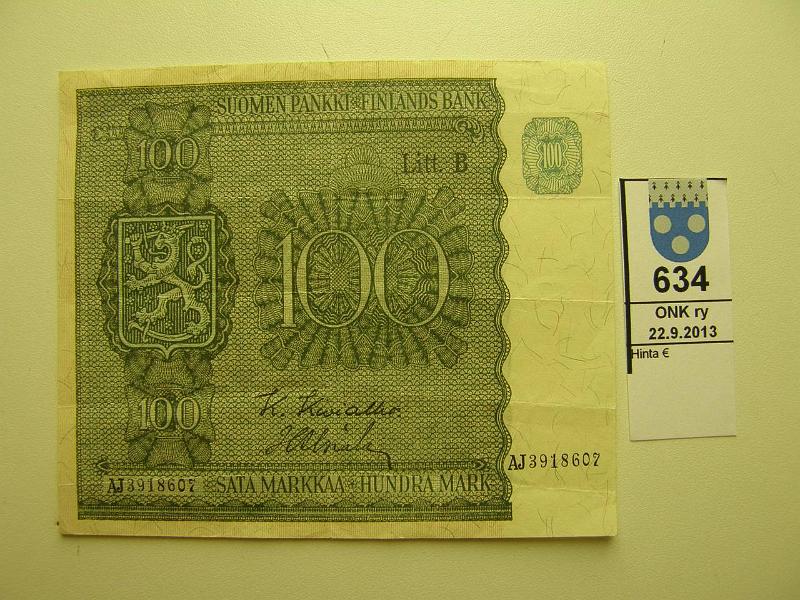 SUOMEN PANKKI FINLANDS BANK
100
100
Litt. B
100
100
AJ3918607
AJ3918607
SATA MARKKAA HUNDRA MARK
634
ONK ry
22.9.2013
Hinta €